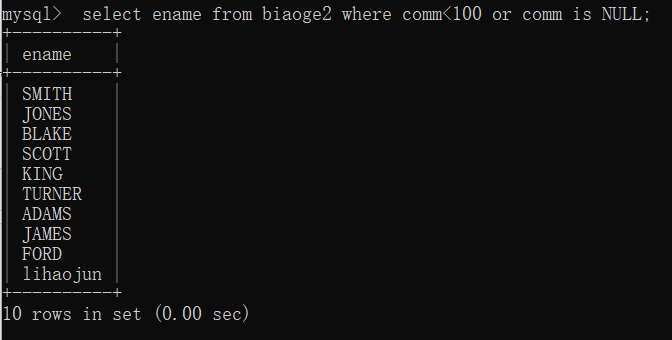 mysql>  select ename from biaoge2 where comm<100 or comm is NULL;
+----------+
| ename    |
+----------+
| SMITH    |
| JONES    |
| BLAKE    |
| SCOTT    |
| KING     |
| TURNER   |
| ADAMS    |
| JAMES    |
| FORD     |
| lihaojun |
+----------+
10 rows in set (0.00 sec)